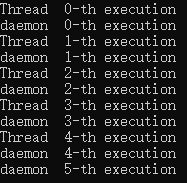 Thread  0-th execution
daemon  0-th execution
Thread  1-th execution
daemon  1-th execution
Thread  2-th execution
daemon  2-th execution
Thread  3-th execution
daemon  3-th execution
Thread  4-th execution
daemon  4-th execution
daemon  5-th execution